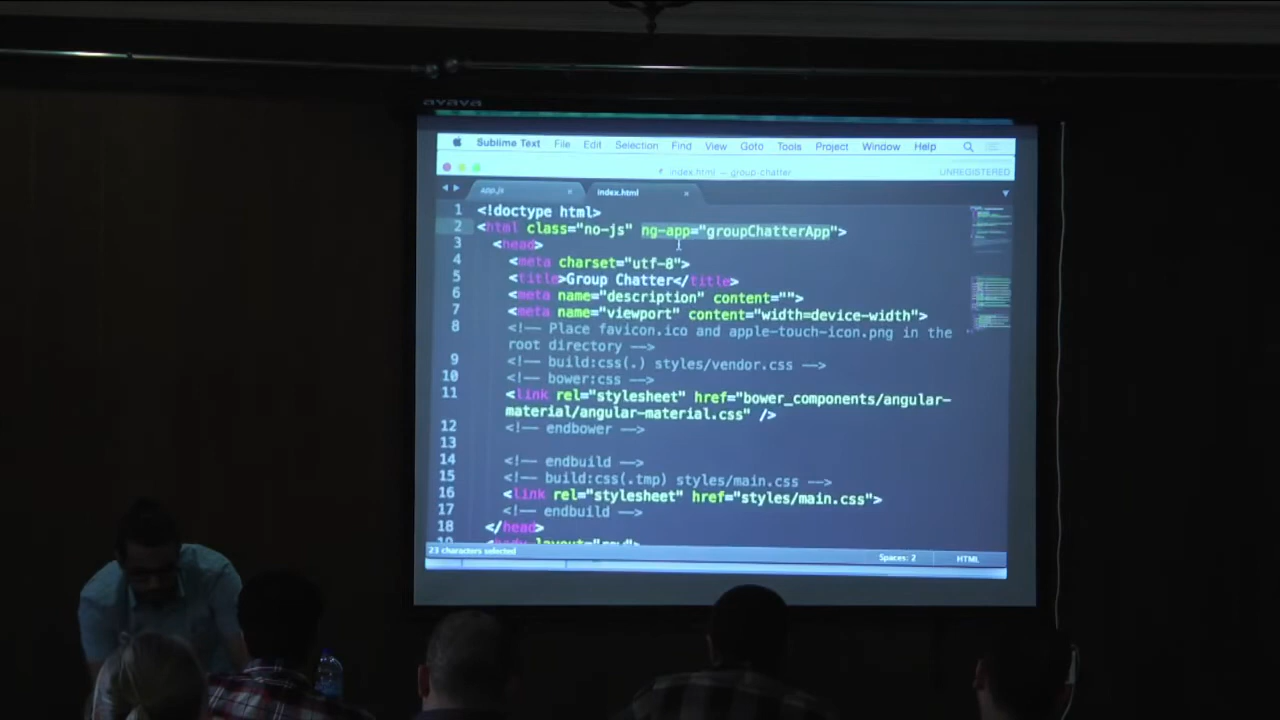 avaya
Sublime Text File Edit Selection Find View Goto Tools Project Window Help
index.html — group-chatter UNREGISTERED
app.js index.html
1 <!doctype html>
2 <html class="no-js" ng-app="groupChatterApp">
3 <head>
4 <meta charset="utf-8">
5 <title>Group Chatter</title>
6 <meta name="description" content="">
7 <meta name="viewport" content="width=device-width">
8 <!-- Place favicon.ico and apple-touch-icon.png in the
root directory -->
9 <!-- build:css(.) styles/vendor.css -->
10 <!-- bower:css -->
11 <link rel="stylesheet" href="bower_components/angular-
material/angular-material.css" />
12 <!-- endbower -->
13
14 <!-- endbuild -->
15 <!-- build:css(.tmp) styles/main.css -->
16 <link rel="stylesheet" href="styles/main.css">
17 <!-- endbuild -->
18 </head>
19 <body layout="row">
23 characters selected Spaces: 2 HTML